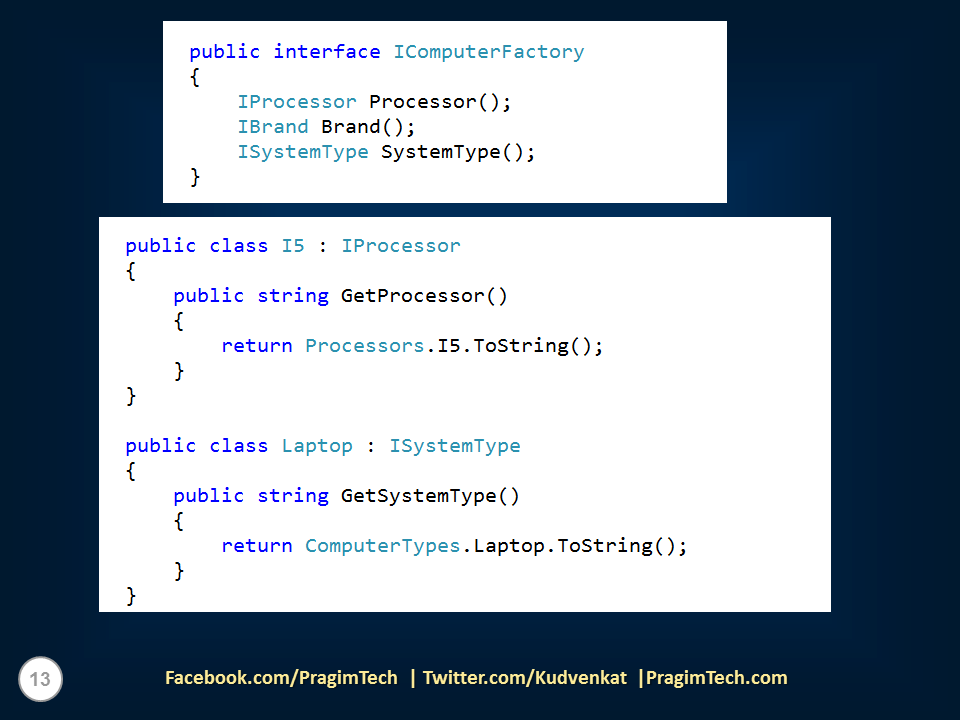 public interface IComputerFactory
{
    IProcessor Processor();
    IBrand Brand();
    ISystemType SystemType();
}
public class I5 : IProcessor
{
    public string GetProcessor()
    {
        return Processors.I5.ToString();
    }
}
public class Laptop : ISystemType
{
    public string GetSystemType()
    {
        return ComputerTypes.Laptop.ToString();
    }
}
13
Facebook.com/PragimTech | Twitter.com/Kudvenkat |PragimTech.com